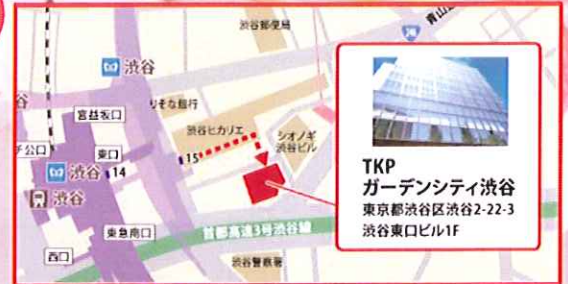 渋谷郵便局
青山
246
渋谷
宮益坂口
りそな銀行
渋谷ヒカリエ
シオノギ
渋谷ビル
チ公口
東口
15
渋谷
14
谷
渋谷
東急南口
首都高速3号渋谷線
西口
渋谷警察署
TKP
ガーデンシティ渋谷
東京都渋谷区渋谷2-22-3
渋谷東口ビル1F